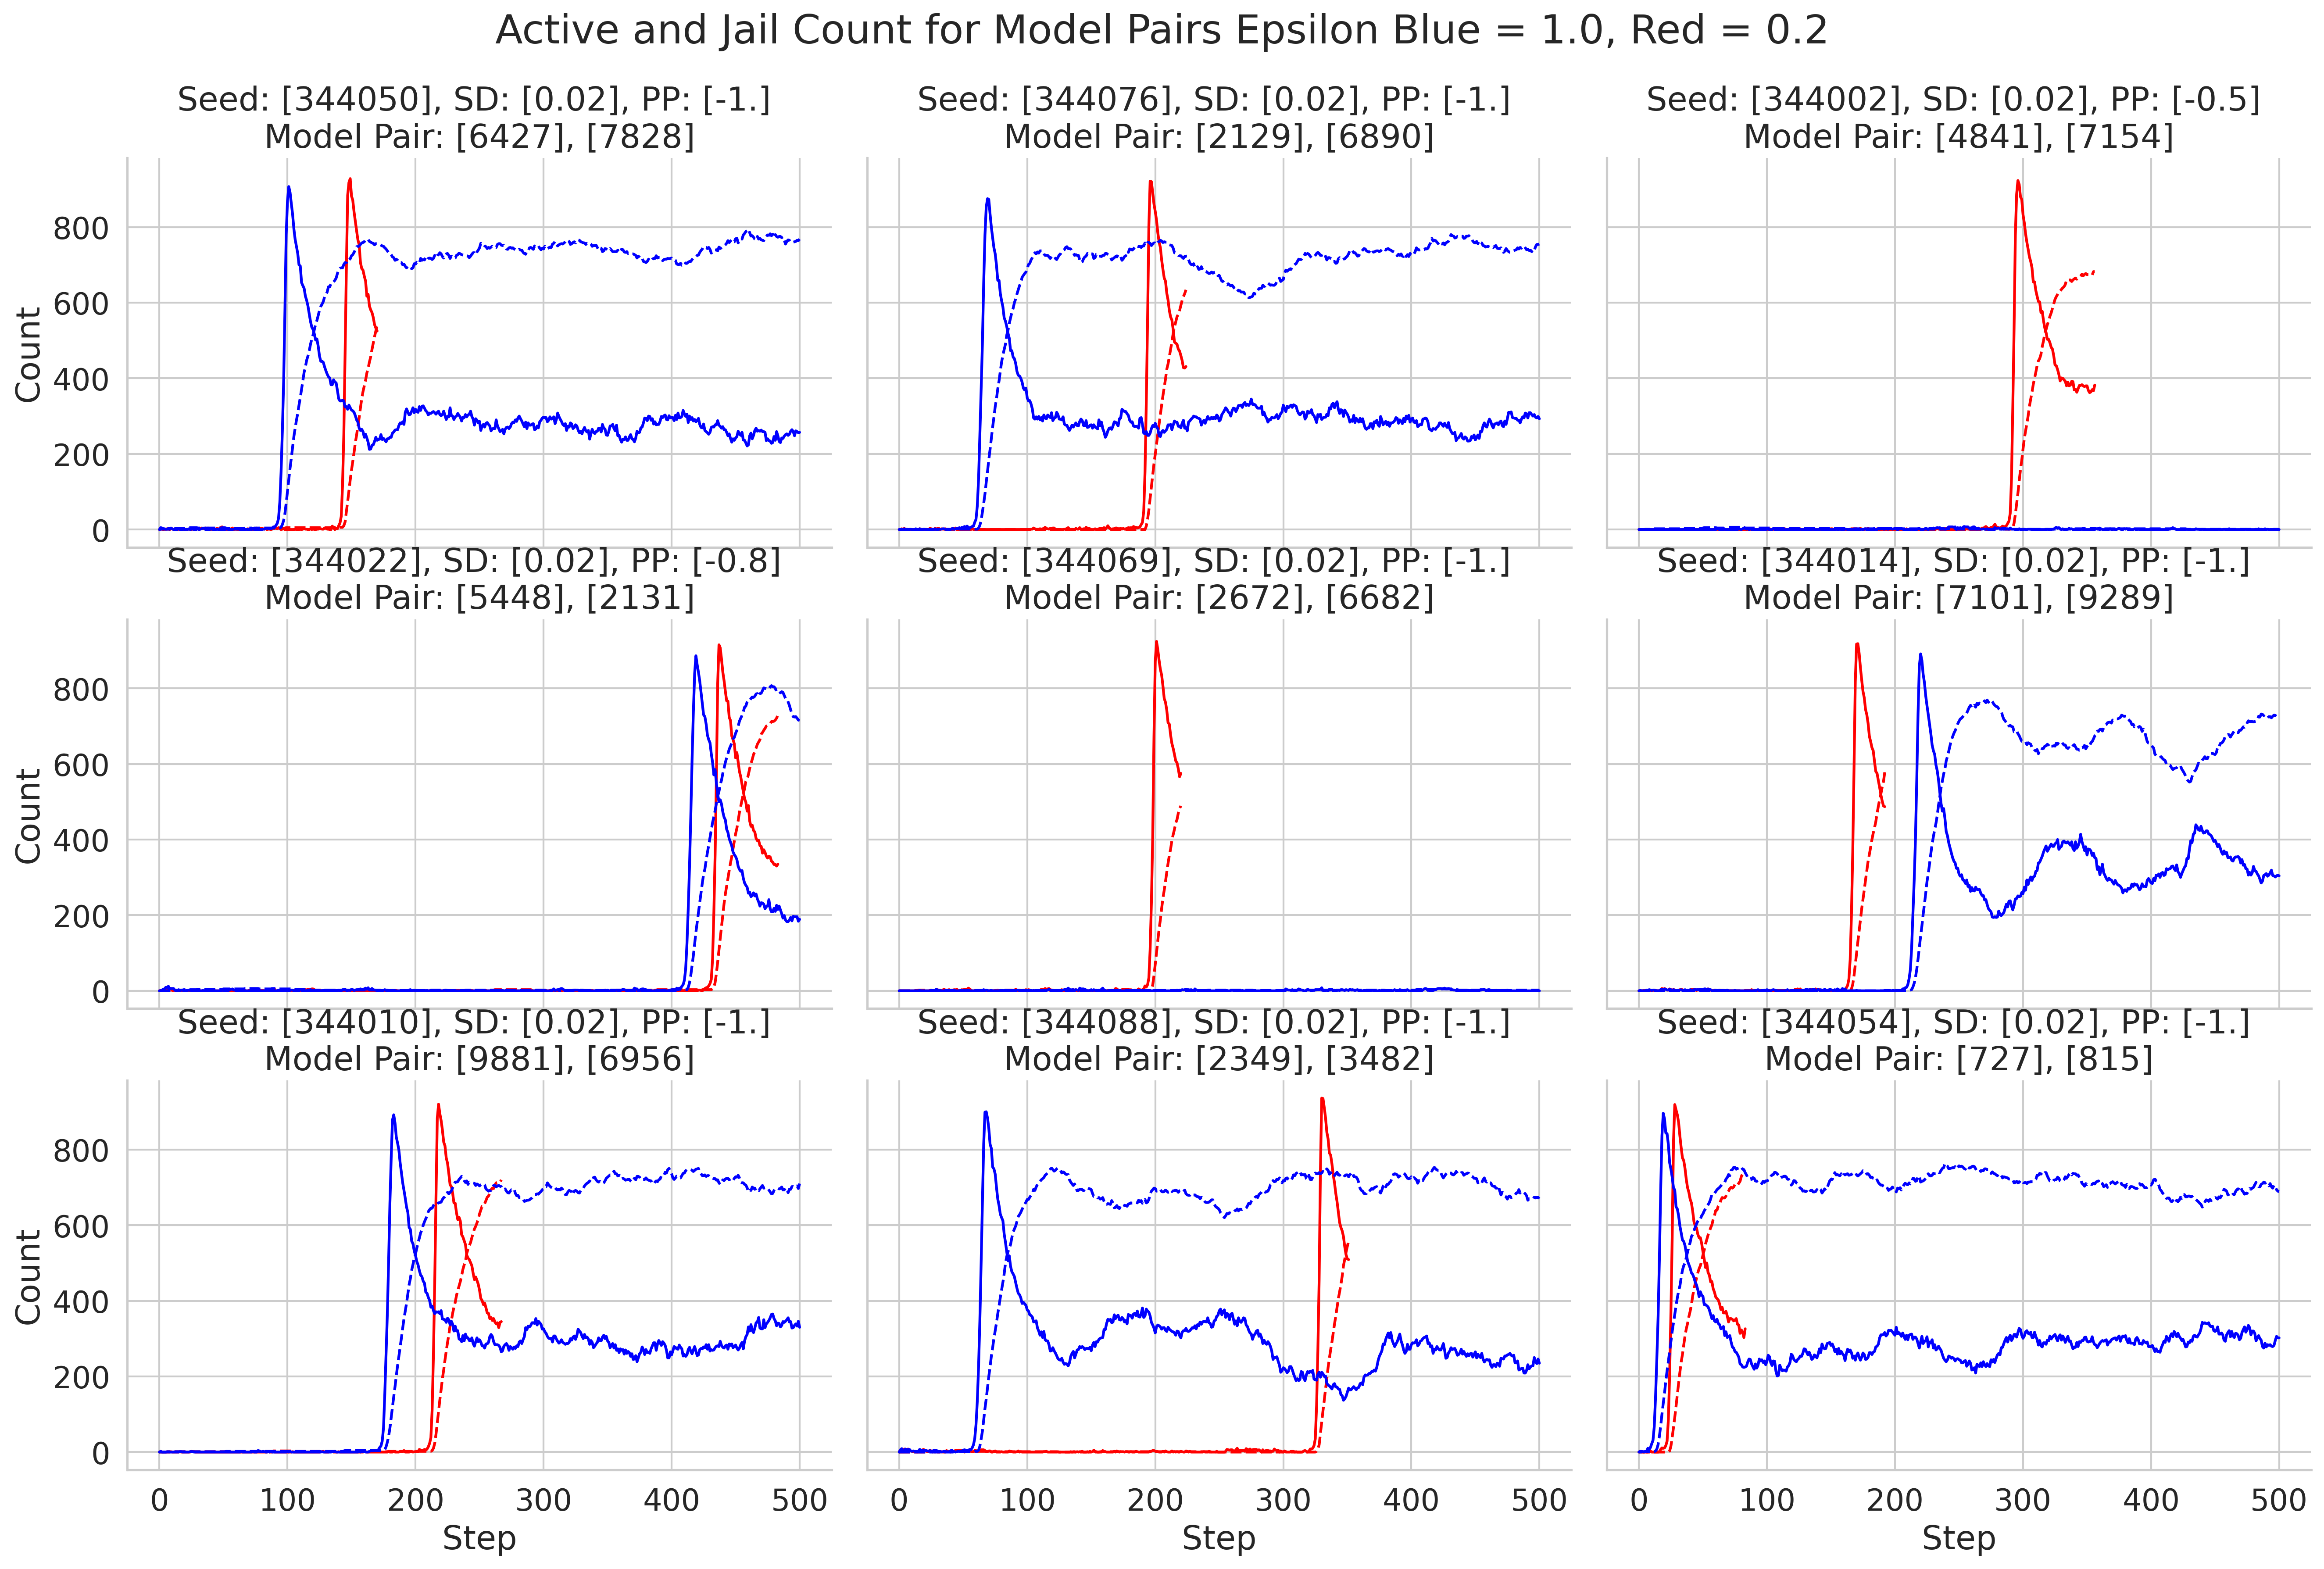 Active and Jail Count for Model Pairs Epsilon Blue = 1.0, Red = 0.2
Seed: [344050], SD: [0.02], PP: [-1.]
Model Pair: [6427], [7828]
Seed: [344076], SD: [0.02], PP: [-1.]
Model Pair: [2129], [6890]
Seed: [344002], SD: [0.02], PP: [-0.5]
Model Pair: [4841], [7154]
Count
800
600
400
200
0
Seed: [344022], SD: [0.02], PP: [-0.8]
Model Pair: [5448], [2131]
Seed: [344069], SD: [0.02], PP: [-1.]
Model Pair: [2672], [6682]
Seed: [344014], SD: [0.02], PP: [-1.]
Model Pair: [7101], [9289]
Count
800
600
400
200
0
Seed: [344010], SD: [0.02], PP: [-1.]
Model Pair: [9881], [6956]
Seed: [344088], SD: [0.02], PP: [-1.]
Model Pair: [2349], [3482]
Seed: [344054], SD: [0.02], PP: [-1.]
Model Pair: [727], [815]
Count
800
600
400
200
0
0 100 200 300 400 500
0 100 200 300 400 500
0 100 200 300 400 500
Step
Step
Step